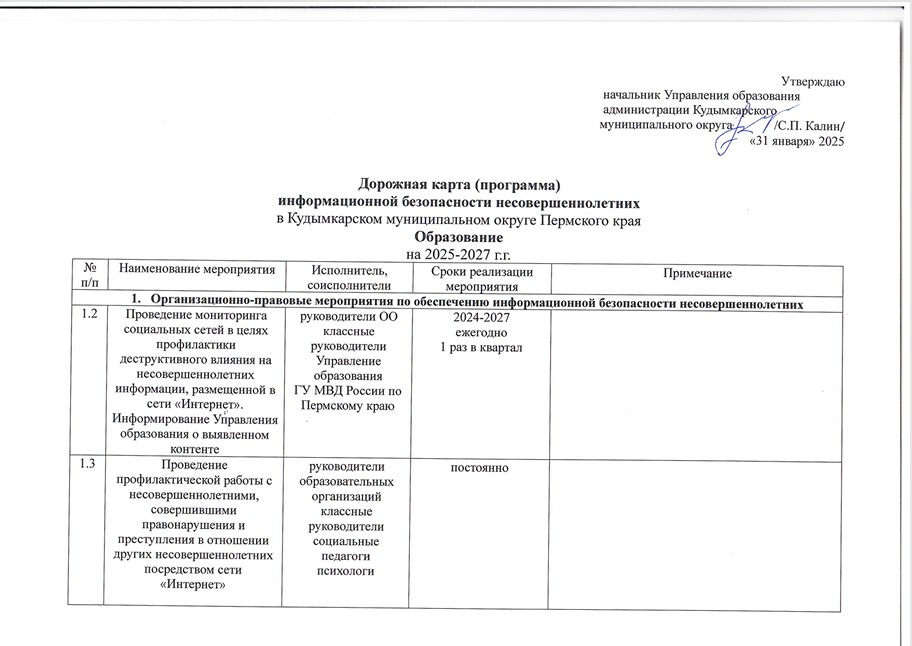 Утверждаю
начальник Управления образования
администрации Кудымкарского
муниципального округа /С.П. Калин/
«31 января» 2025
Дорожная карта (программа)
информационной безопасности несовершеннолетних
в Кудымкарском муниципальном округе Пермского края
Образование
на 2025-2027 г.г.
№
п/п
Наименование мероприятия
Исполнитель,
соисполнители
Сроки реализации
мероприятия
Примечание
1. Организационно-правовые мероприятия по обеспечению информационной безопасности несовершеннолетних
1.2
Проведение мониторинга
социальных сетей в целях
профилактики
деструктивного влияния на
несовершеннолетних
информации, размещенной в
сети «Интернет».
Информирование Управления
образования о выявленном
контенте
руководители ОО
классные
руководители
Управление
образования
ГУ МВД России по
Пермскому краю
2024-2027
ежегодно
1 раз в квартал
1.3
Проведение
профилактической работы с
несовершеннолетними,
совершившими
правонарушения и
преступления в отношении
других несовершеннолетних
посредством сети
«Интернет»
руководители
образовательных
организаций
классные
руководители
социальные
педагоги
психологи
постоянно